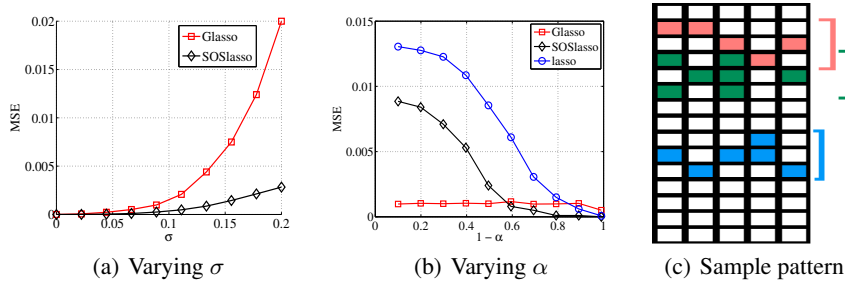 0.02
0.015
0.01
0.005
0
MSE
Glasso
SOSlasso
0 0.05 0.1 0.15 0.2
σ
(a) Varying σ
0.015
0.01
0.005
0
MSE
Glasso
SOSlasso
lasso
0 0.2 0.4 0.6 0.8 1
1 − α
(b) Varying α
(c) Sample pattern